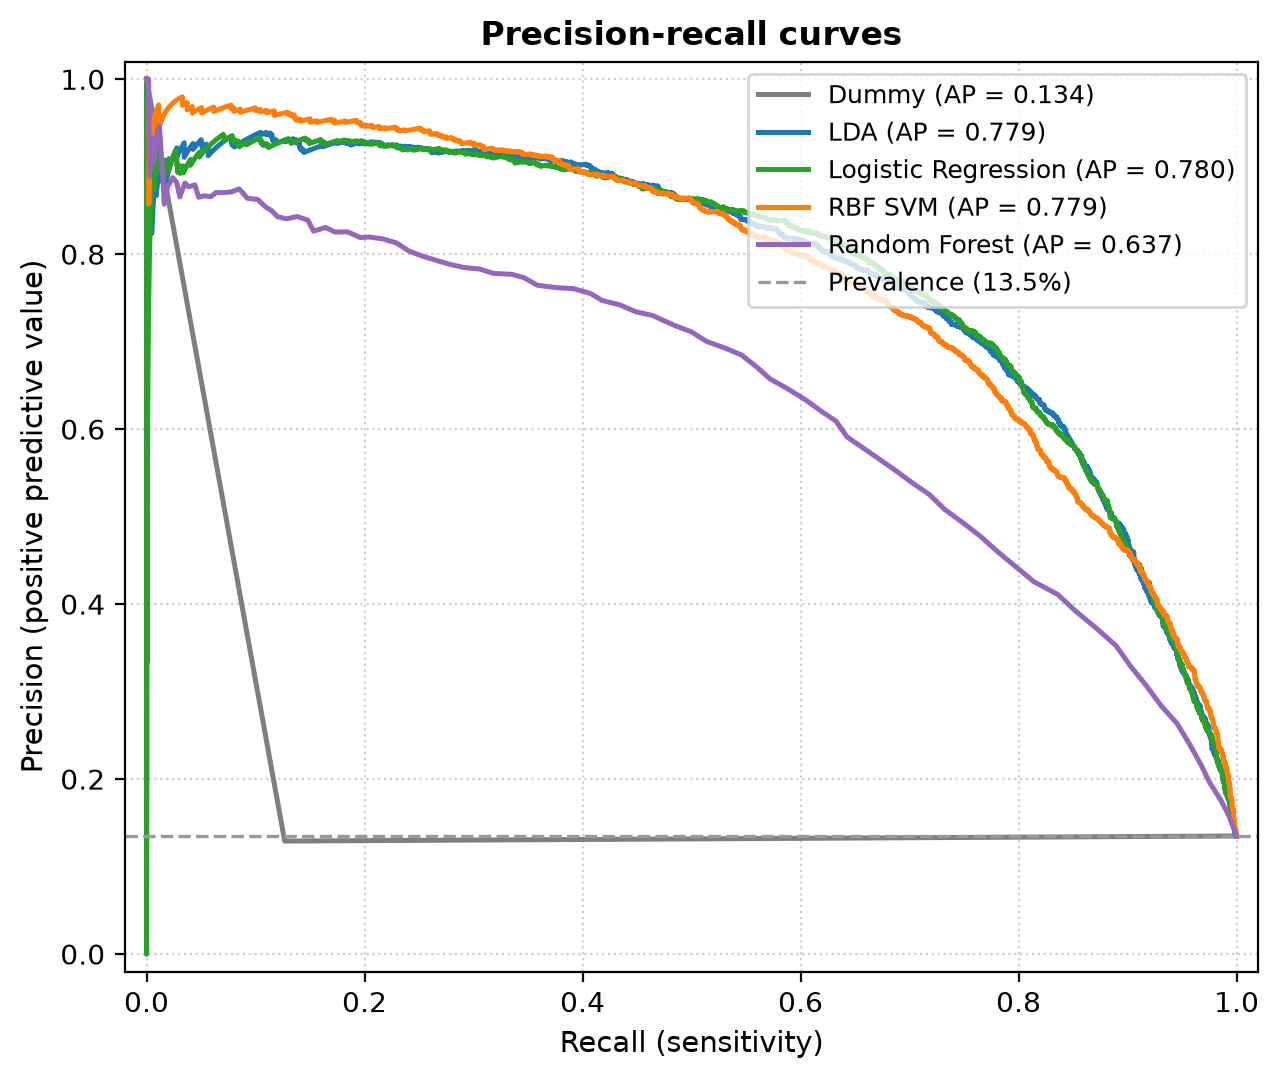 Precision-recall curves
Dummy (AP = 0.134)
LDA (AP = 0.779)
Logistic Regression (AP = 0.780)
RBF SVM (AP = 0.779)
Random Forest (AP = 0.637)
Prevalence (13.5%)
Precision (positive predictive value)
1.0
0.8
0.6
0.4
0.2
0.0
0.0 0.2 0.4 0.6 0.8 1.0
Recall (sensitivity)